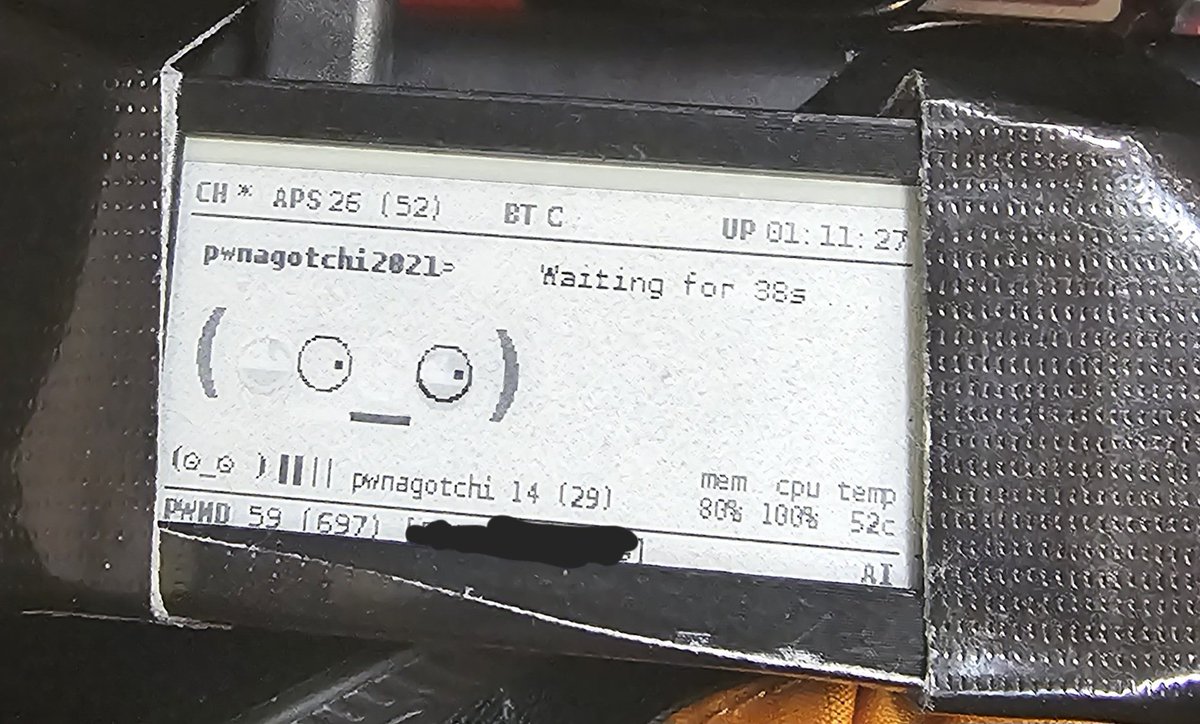 CH * APS 26 (52) BT C UP 01:11:27
pwnagotchi2021> Waiting for 38s
(☉_☉ ) ▌▌││ pwnagotchi 14 (29)
mem cpu temp
80% 100% 52c
PWND 59 (697) [
AI